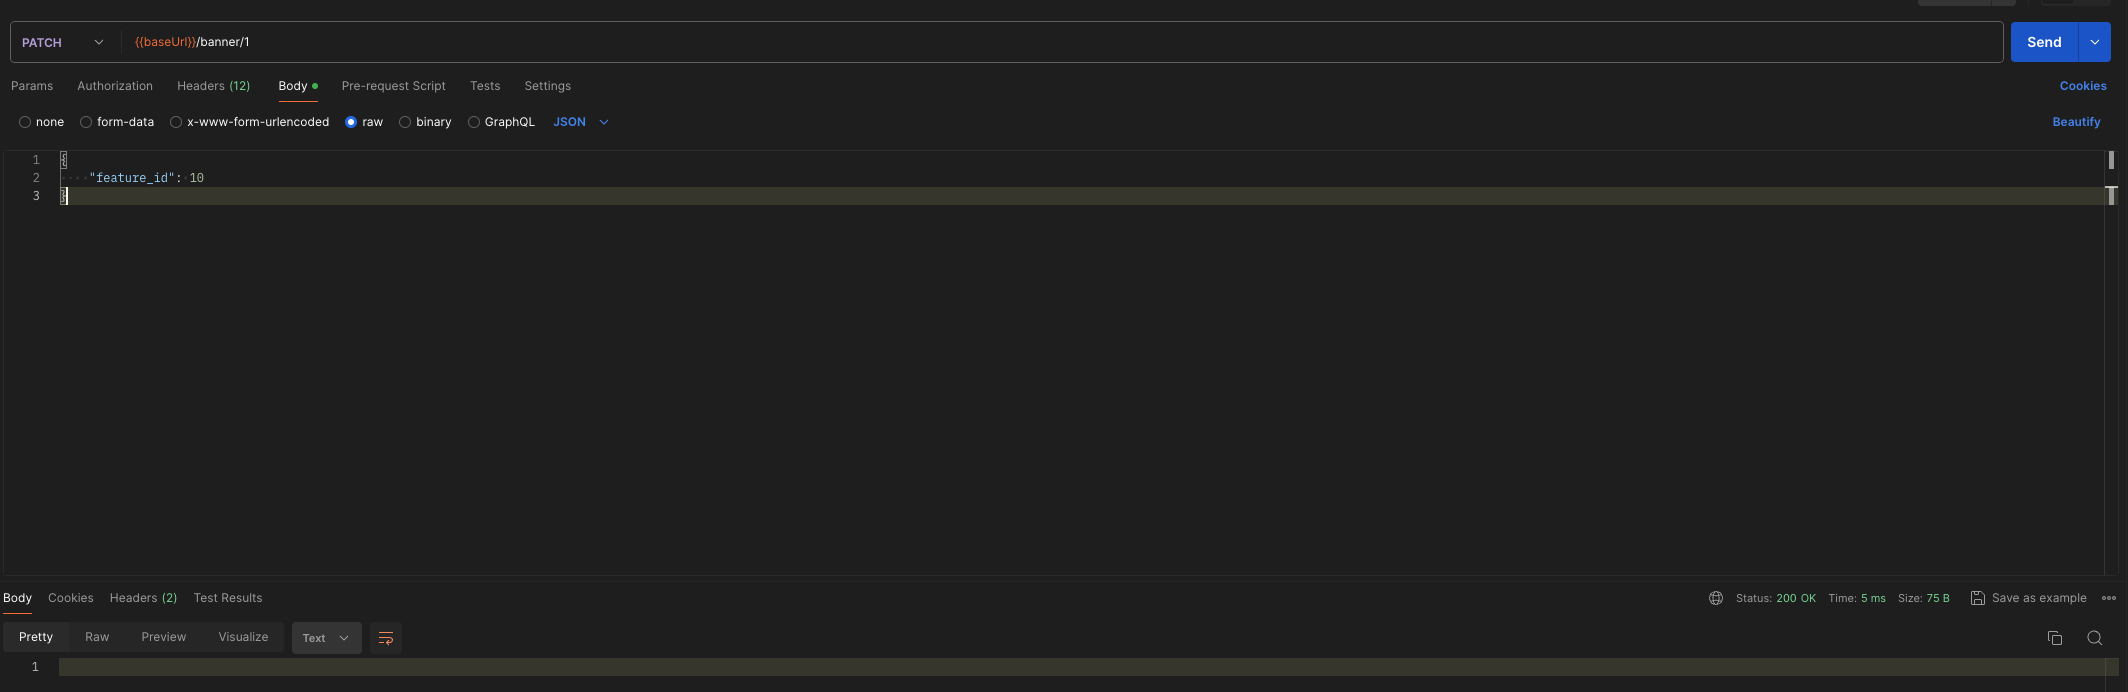 PATCH {{baseUrl}}/banner/1 Send
Params Authorization Headers (12) Body Pre-request Script Tests Settings Cookies
none form-data x-www-form-urlencoded raw binary GraphQL JSON Beautify
1 {
2 "feature_id": 10
3 }
Body Cookies Headers (2) Test Results Status: 200 OK Time: 5 ms Size: 75 B Save as example
Pretty Raw Preview Visualize Text
1